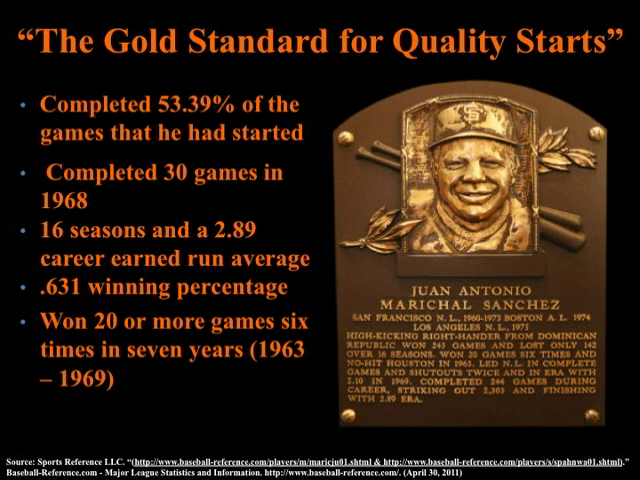 “The Gold Standard for Quality Starts”
• Completed 53.39% of the
games that he had started
• Completed 30 games in
1968
• 16 seasons and a 2.89
career earned run average
• .631 winning percentage
• Won 20 or more games six
times in seven years (1963
– 1969)
SF
JUAN ANTONIO
MARICHAL SANCHEZ
SAN FRANCISCO N. L., 1960-1973 BOSTON A. L. 1974
LOS ANGELES N. L., 1975
HIGH-KICKING RIGHT-HANDER FROM DOMINICAN
REPUBLIC WON 243 GAMES AND LOST ONLY 142
OVER 16 SEASONS. WON 20 GAMES SIX TIMES AND
NO-HIT HOUSTON IN 1963. LED N. L. IN COMPLETE
GAMES AND SHUTOUTS TWICE AND IN ERA WITH
2.10 IN 1969. COMPLETED 244 GAMES DURING
CAREER, STRIKING OUT 2,303 AND FINISHING
WITH 2.89 ERA.
Source: Sports Reference LLC. “(http://www.baseball-reference.com/players/m/maricju01.shtml & http://www.baseball-reference.com/players/s/spahnwa01.shtml).”
Baseball-Reference.com - Major League Statistics and Information. http://www.baseball-reference.com/. (April 30, 2011)